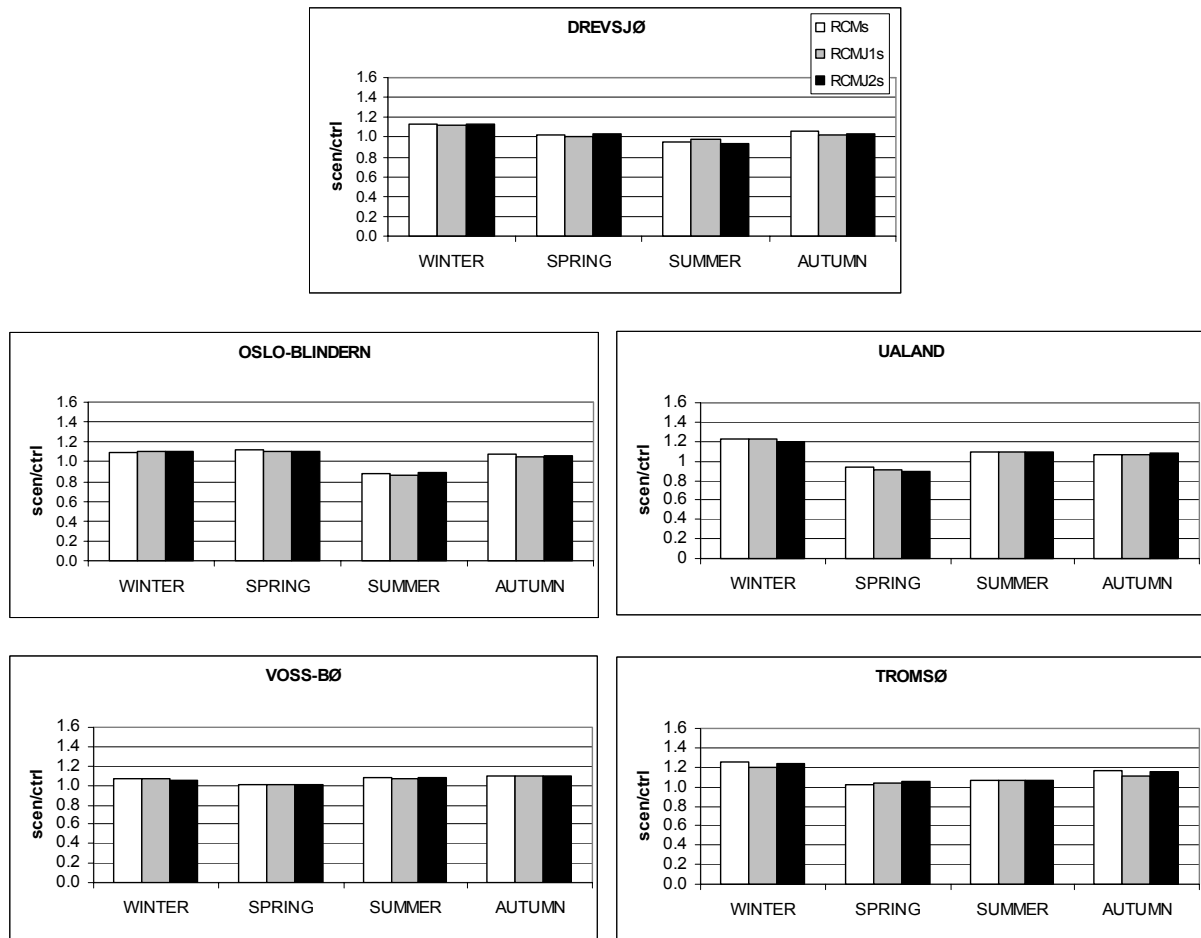 DREVSJØ
RCMs
RCMJ1s
RCMJ2s
scen/ctrl
1.6
1.4
1.2
1.0
0.8
0.6
0.4
0.2
0.0
WINTER SPRING SUMMER AUTUMN
OSLO-BLINDERN
scen/ctrl
1.6
1.4
1.2
1.0
0.8
0.6
0.4
0.2
0.0
WINTER SPRING SUMMER AUTUMN
UALAND
scen/ctrl
1.6
1.4
1.2
1
0.8
0.6
0.4
0.2
0
WINTER SPRING SUMMER AUTUMN
VOSS-BØ
scen/ctrl
1.6
1.4
1.2
1.0
0.8
0.6
0.4
0.2
0.0
WINTER SPRING SUMMER AUTUMN
TROMSØ
scen/ctrl
1.6
1.4
1.2
1.0
0.8
0.6
0.4
0.2
0.0
WINTER SPRING SUMMER AUTUMN